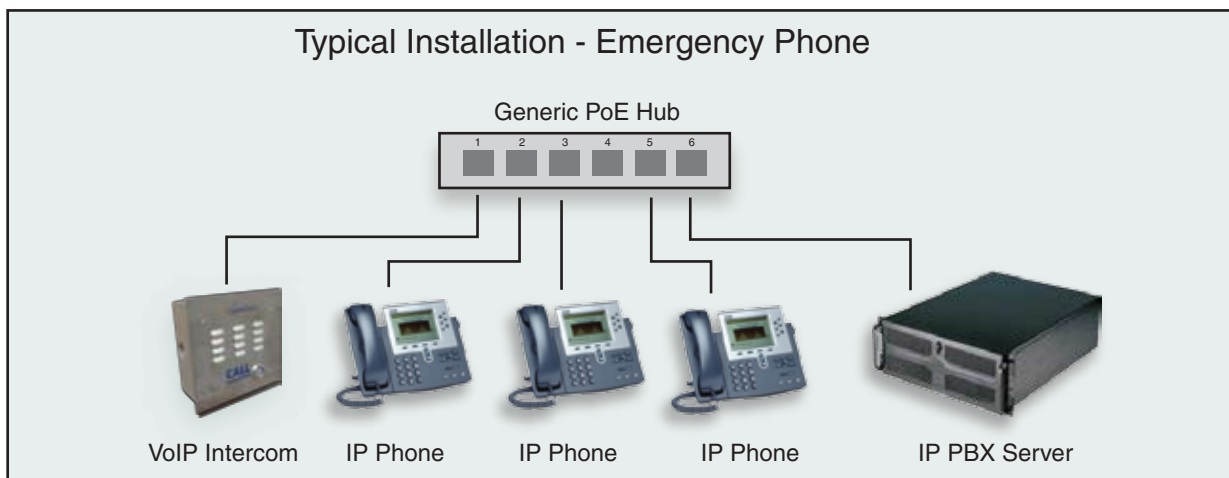 Typical Installation - Emergency Phone
Generic PoE Hub
1 2 3 4 5 6
CALL
VoIP Intercom IP Phone IP Phone IP Phone IP PBX Server